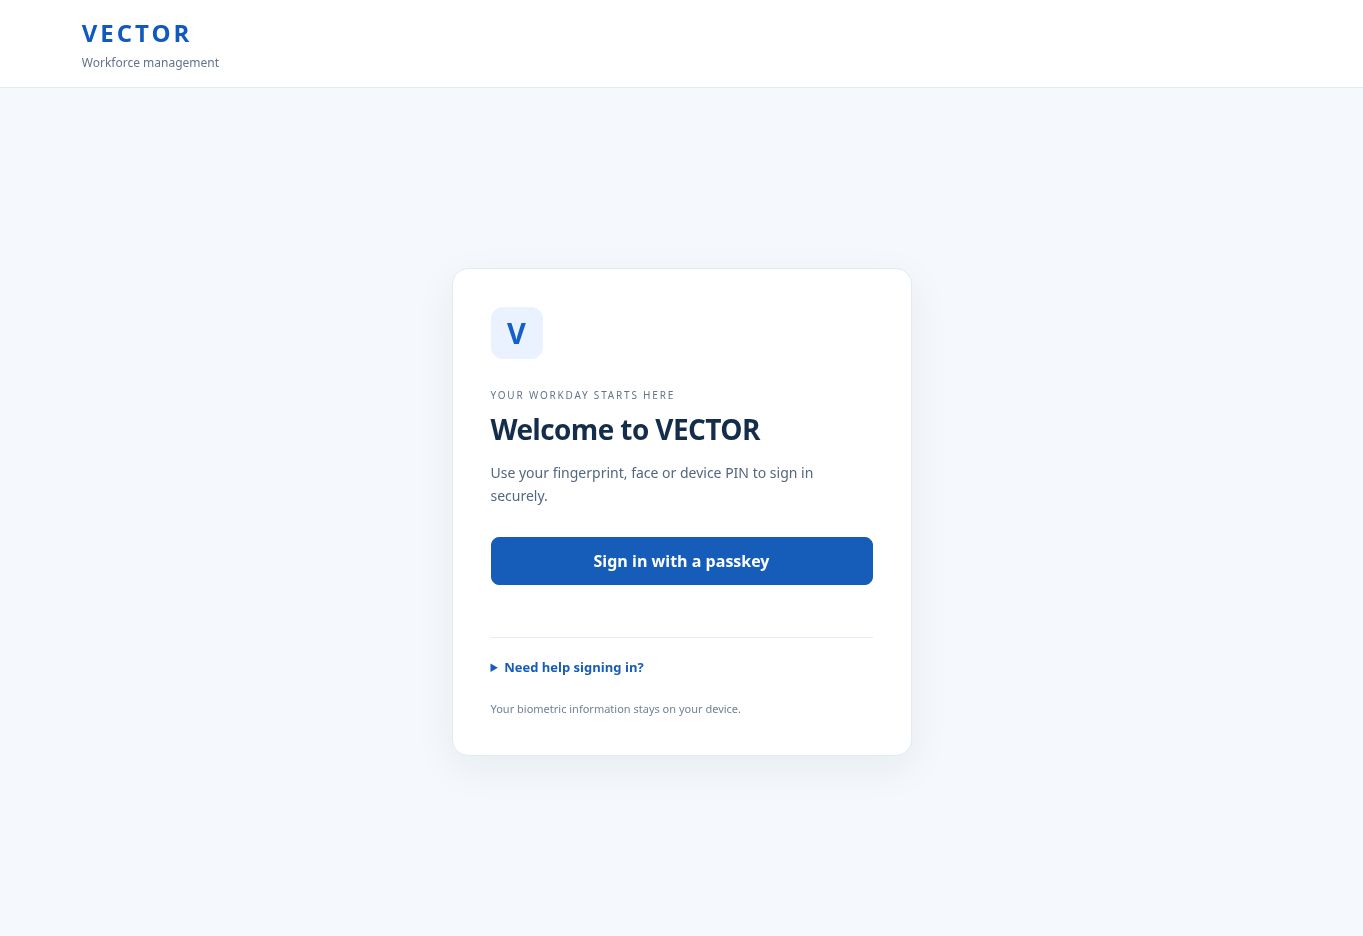 VECTOR
Workforce management
V
YOUR WORKDAY STARTS HERE
Welcome to VECTOR
Use your fingerprint, face or device PIN to sign in
securely.
Sign in with a passkey
Need help signing in?
Your biometric information stays on your device.